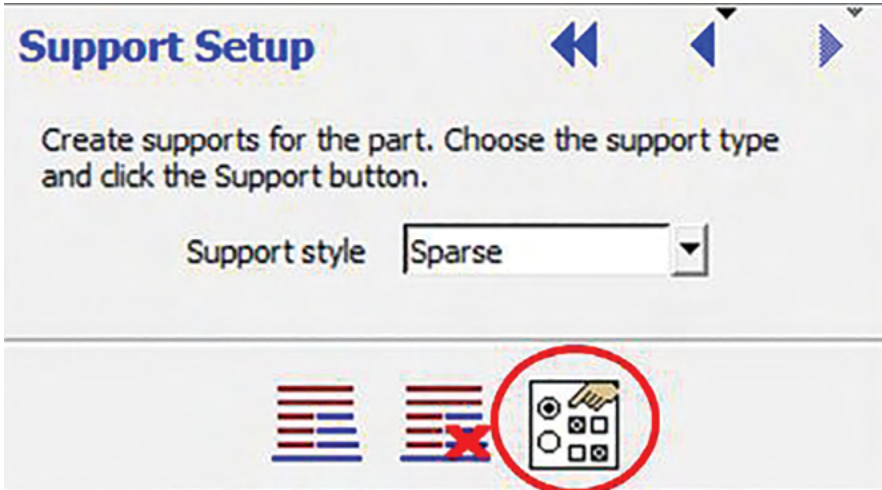 Support Setup
Create supports for the part. Choose the support type
and click the Support button.
Support style Sparse